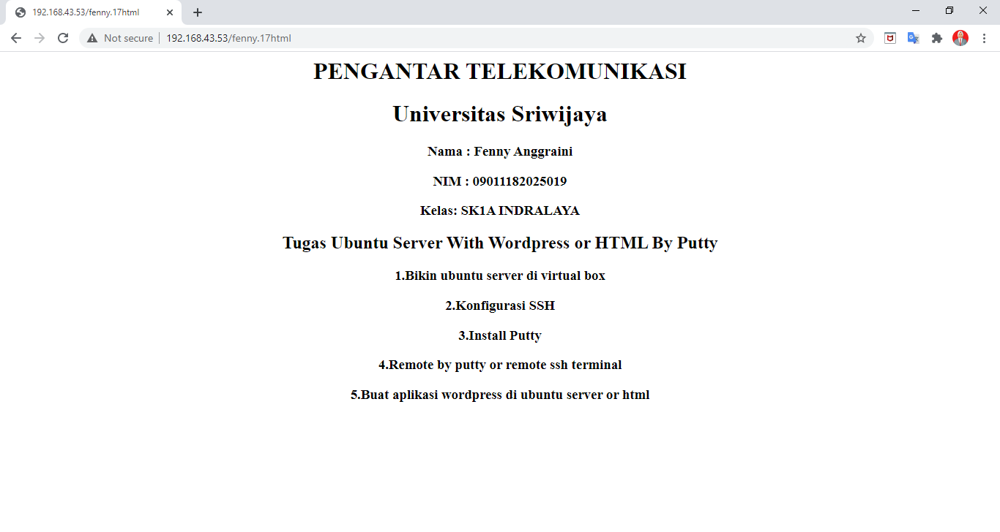 192.168.43.53/fenny.17html
Not secure | 192.168.43.53/fenny.17html
PENGANTAR TELEKOMUNIKASI
Universitas Sriwijaya
Nama : Fenny Anggraini
NIM : 09011182025019
Kelas: SK1A INDRALAYA
Tugas Ubuntu Server With Wordpress or HTML By Putty
1.Bikin ubuntu server di virtual box
2.Konfigurasi SSH
3.Install Putty
4.Remote by putty or remote ssh terminal
5.Buat aplikasi wordpress di ubuntu server or html